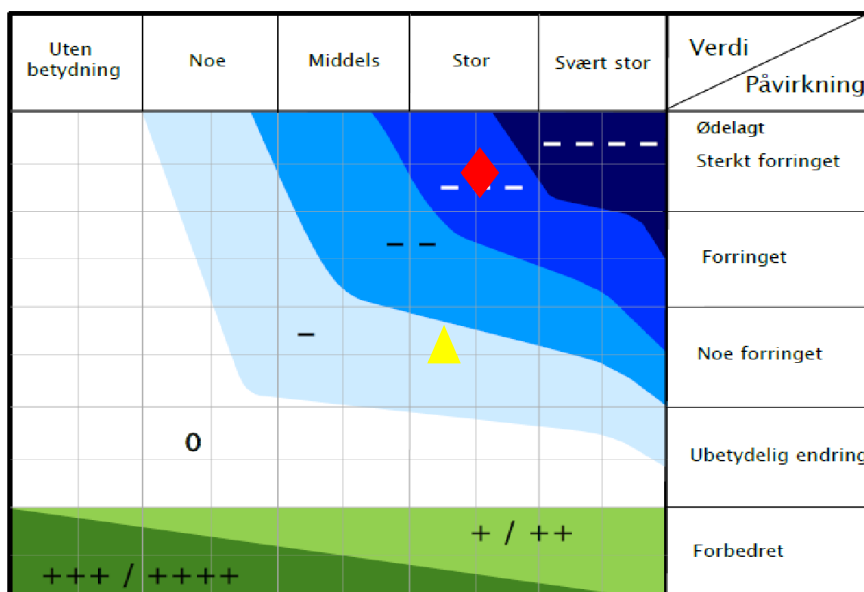 Uten
betydning
Noe
Middels
Stor
Svært stor
Verdi
Påvirkning
Ødelagt
Sterkt forringet
Forringet
Noe forringet
Ubetydelig endring
Forbedret
– – – –
– – –
– –
–
0
+ / ++
+++ / ++++